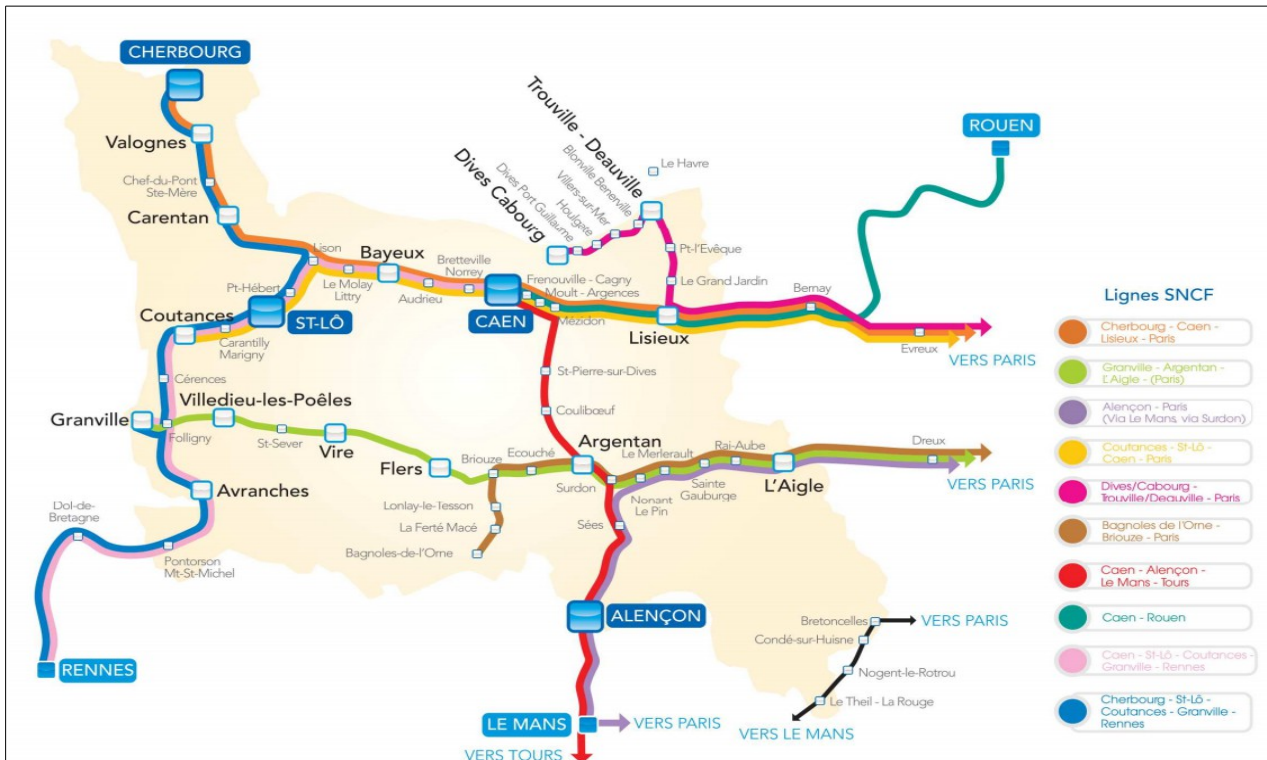 CHERBOURG
Valognes
Chef-du-Pont
Ste-Mère
Carentan
Lison
Bayeux
Le Molay
Littry
Bretteville
Norrey
Audrieu
CAEN
Pt-Hébert
ST-LÔ
Coutances
Carantilly
Marigny
Cérences
Granville
Folligny
Villedieu-les-Poêles
St-Sever
Vire
Flers
Avranches
Dol-de-
Bretagne
Pontorson
Mt-St-Michel
RENNES
Trouville - Deauville
Blonville Benerville
Villers-sur-Mer
Houlgate
Dives Port Guillaume
Dives Cabourg
Le Havre
Pt-l'Evêque
Le Grand Jardin
Frenouville - Cagny
Moult - Argences
Mézidon
Lisieux
Bernay
Evreux
VERS PARIS
ROUEN
St-Pierre-sur-Dives
Coulibœuf
Argentan
Ecouché
Briouze
Lonlay-le-Tesson
La Ferté Macé
Bagnoles-de-l'Orne
Surdon
Le Merlerault
Nonant
Le Pin
Rai-Aube
Sainte
Gauburge
L'Aigle
Dreux
VERS PARIS
Sées
ALENÇON
LE MANS
VERS PARIS
VERS TOURS
Bretoncelles
VERS PARIS
Condé-sur-Huisne
Nogent-le-Rotrou
Le Theil - La Rouge
VERS LE MANS
Lignes SNCF
Cherbourg - Caen -
Lisieux - Paris
Granville - Argentan -
L'Aigle - (Paris)
Alençon - Paris
(Via Le Mans, via Surdon)
Coutances - St-Lô -
Caen - Paris
Dives/Cabourg -
Trouville/Deauville - Paris
Bagnoles de l'Orne -
Briouze - Paris
Caen - Alençon -
Le Mans - Tours
Caen - Rouen
Caen - St-Lô - Coutances -
Granville - Rennes
Cherbourg - St-Lô -
Coutances - Granville -
Rennes